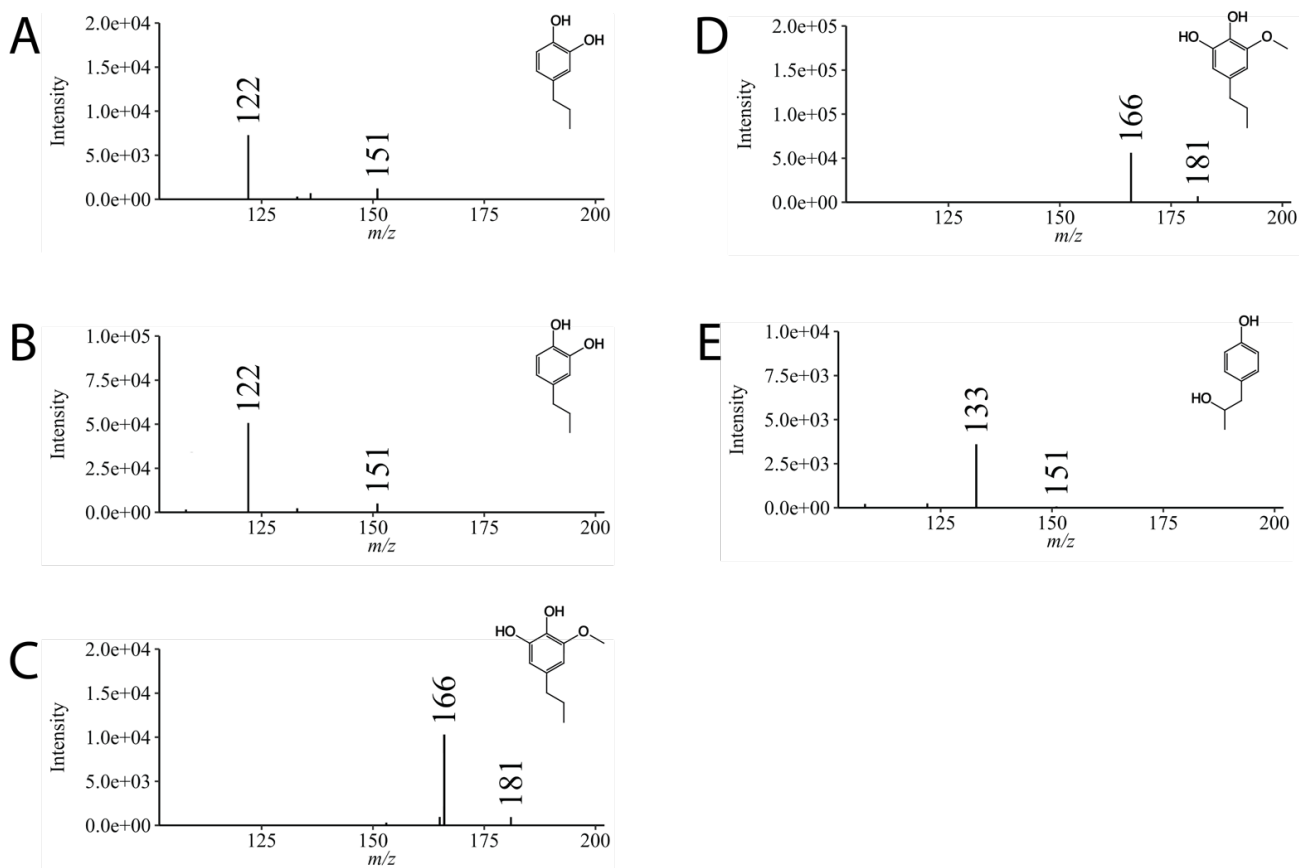 A
2.0e+04
1.5e+04
1.0e+04
5.0e+03
0.0e+00
Intensity
122
151
125
150
175
200
m/z
OH
OH
B
1.0e+05
7.5e+04
5.0e+04
2.5e+04
0.0e+00
Intensity
122
151
125
150
175
200
m/z
OH
OH
C
2.0e+04
1.5e+04
1.0e+04
5.0e+03
0.0e+00
Intensity
166
181
125
150
175
200
m/z
OH
HO
O
D
2.0e+05
1.5e+05
1.0e+05
5.0e+04
0.0e+00
Intensity
166
181
125
150
175
200
m/z
OH
HO
O
E
1.0e+04
7.5e+03
5.0e+03
2.5e+03
0.0e+00
Intensity
133
151
125
150
175
200
m/z
OH
HO